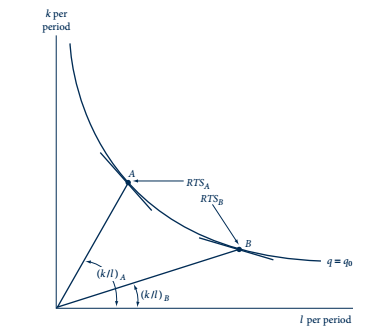 k per
period
A
RTS_A
RTS_B
B
q = q₀
(k/l)_A
(k/l)_B
l per period